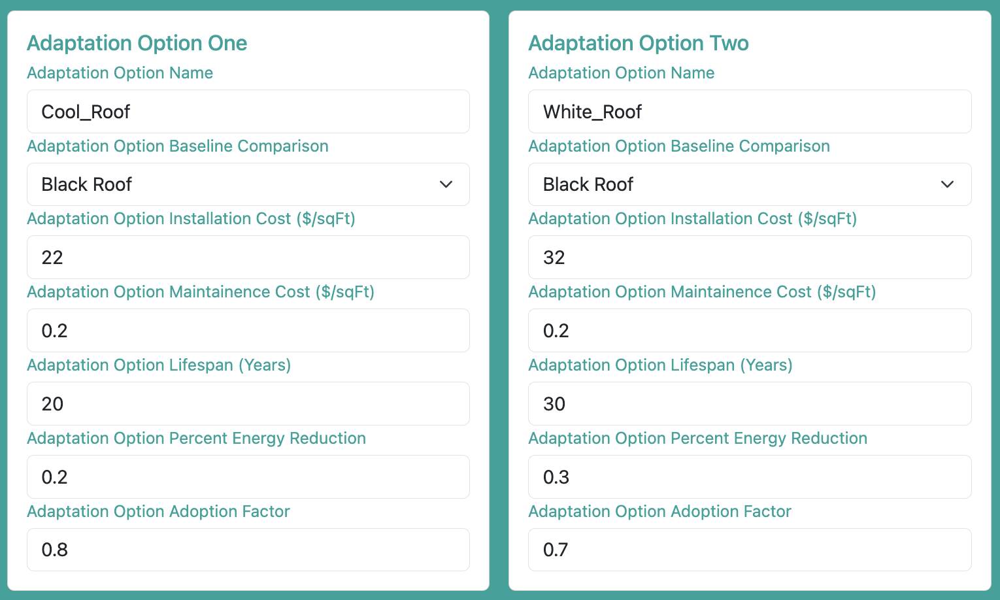 Adaptation Option One
Adaptation Option Name
Cool_Roof
Adaptation Option Baseline Comparison
Black Roof
Adaptation Option Installation Cost ($/sqFt)
22
Adaptation Option Maintainence Cost ($/sqFt)
0.2
Adaptation Option Lifespan (Years)
20
Adaptation Option Percent Energy Reduction
0.2
Adaptation Option Adoption Factor
0.8
Adaptation Option Two
Adaptation Option Name
White_Roof
Adaptation Option Baseline Comparison
Black Roof
Adaptation Option Installation Cost ($/sqFt)
32
Adaptation Option Maintainence Cost ($/sqFt)
0.2
Adaptation Option Lifespan (Years)
30
Adaptation Option Percent Energy Reduction
0.3
Adaptation Option Adoption Factor
0.7